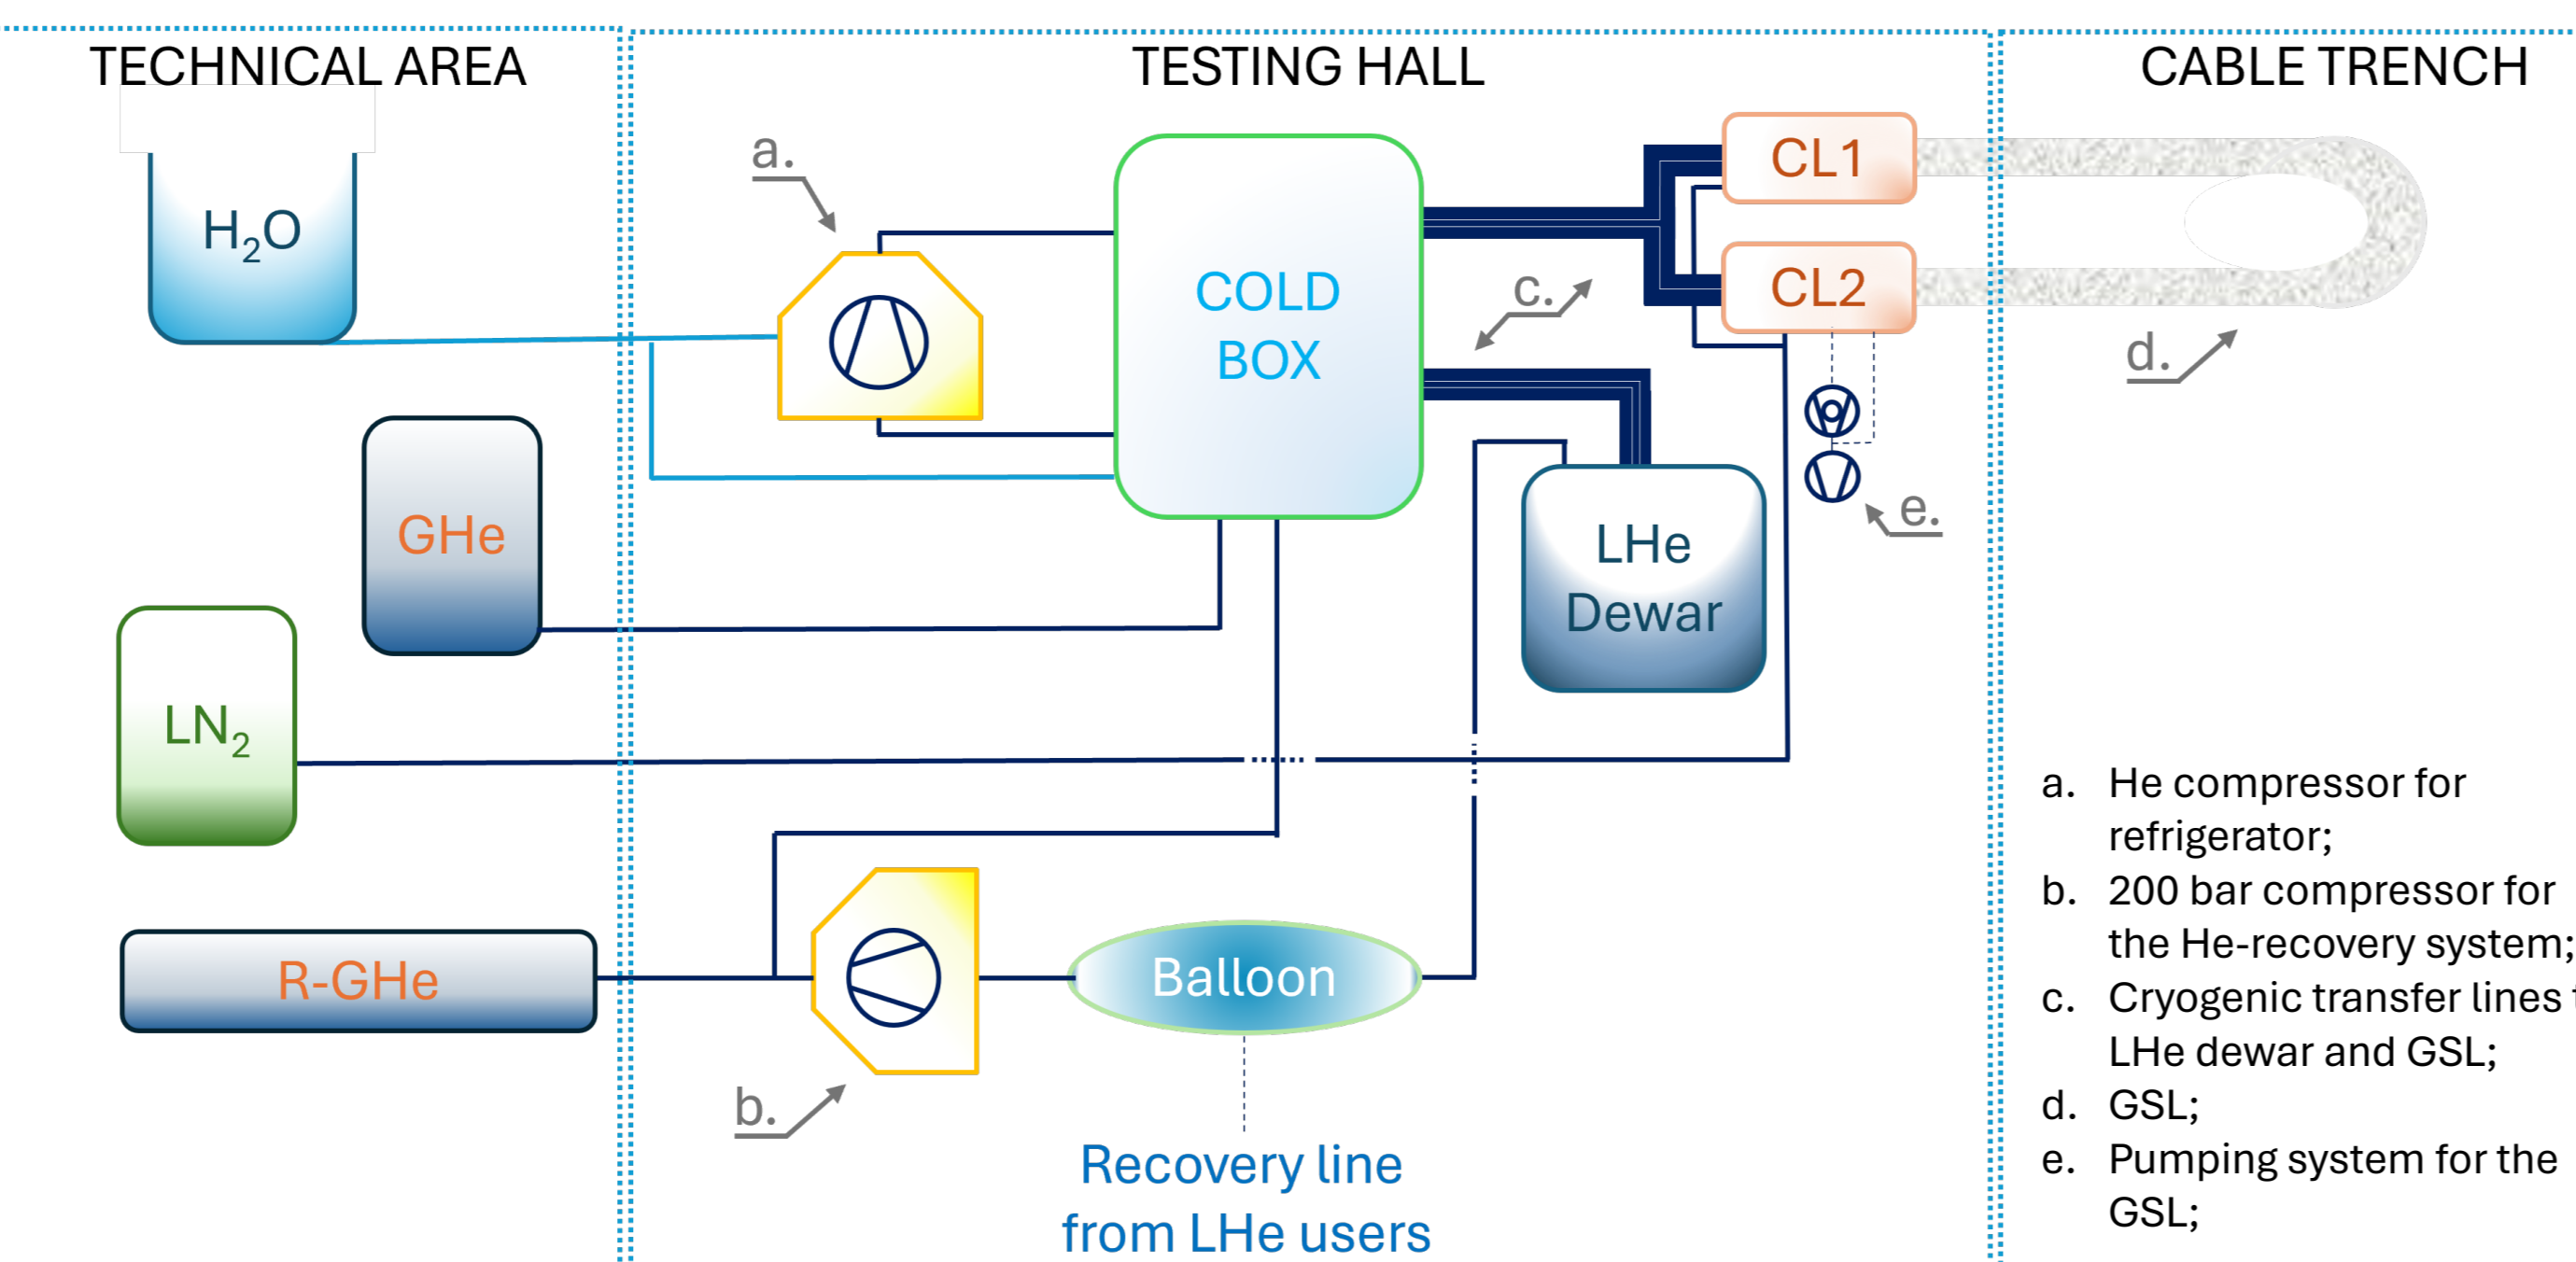 TECHNICAL AREA
TESTING HALL
CABLE TRENCH
H₂O
a.
COLD
BOX
CL1
CL2
c.
d.
GHe
e.
LHe
Dewar
LN₂
R-GHe
Balloon
b.
Recovery line
from LHe users
a. He compressor for
refrigerator;
b. 200 bar compressor for
the He-recovery system;
c. Cryogenic transfer lines
LHe dewar and GSL;
d. GSL;
e. Pumping system for the
GSL;